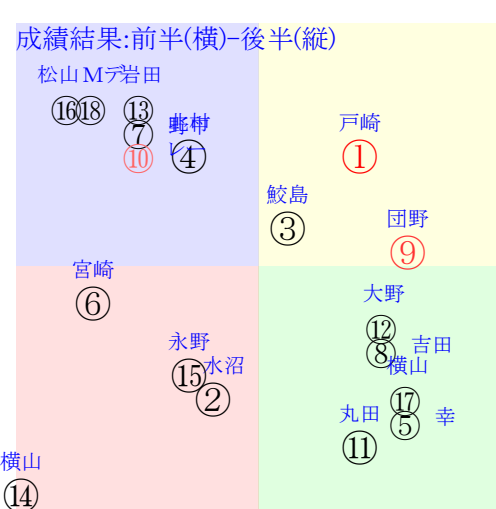 成績結果:前半(横)-後半(縦)
松山 Mデ 岩田
⑯ ⑱ ⑬
⑦
⑩
④
戸崎
①
鮫島
③
団野
⑨
宮崎
⑥
大野
⑫
⑧ 吉田
永野
⑮ 水沼
②
横山
⑰
⑤ 幸
丸田
⑪
横山
⑭